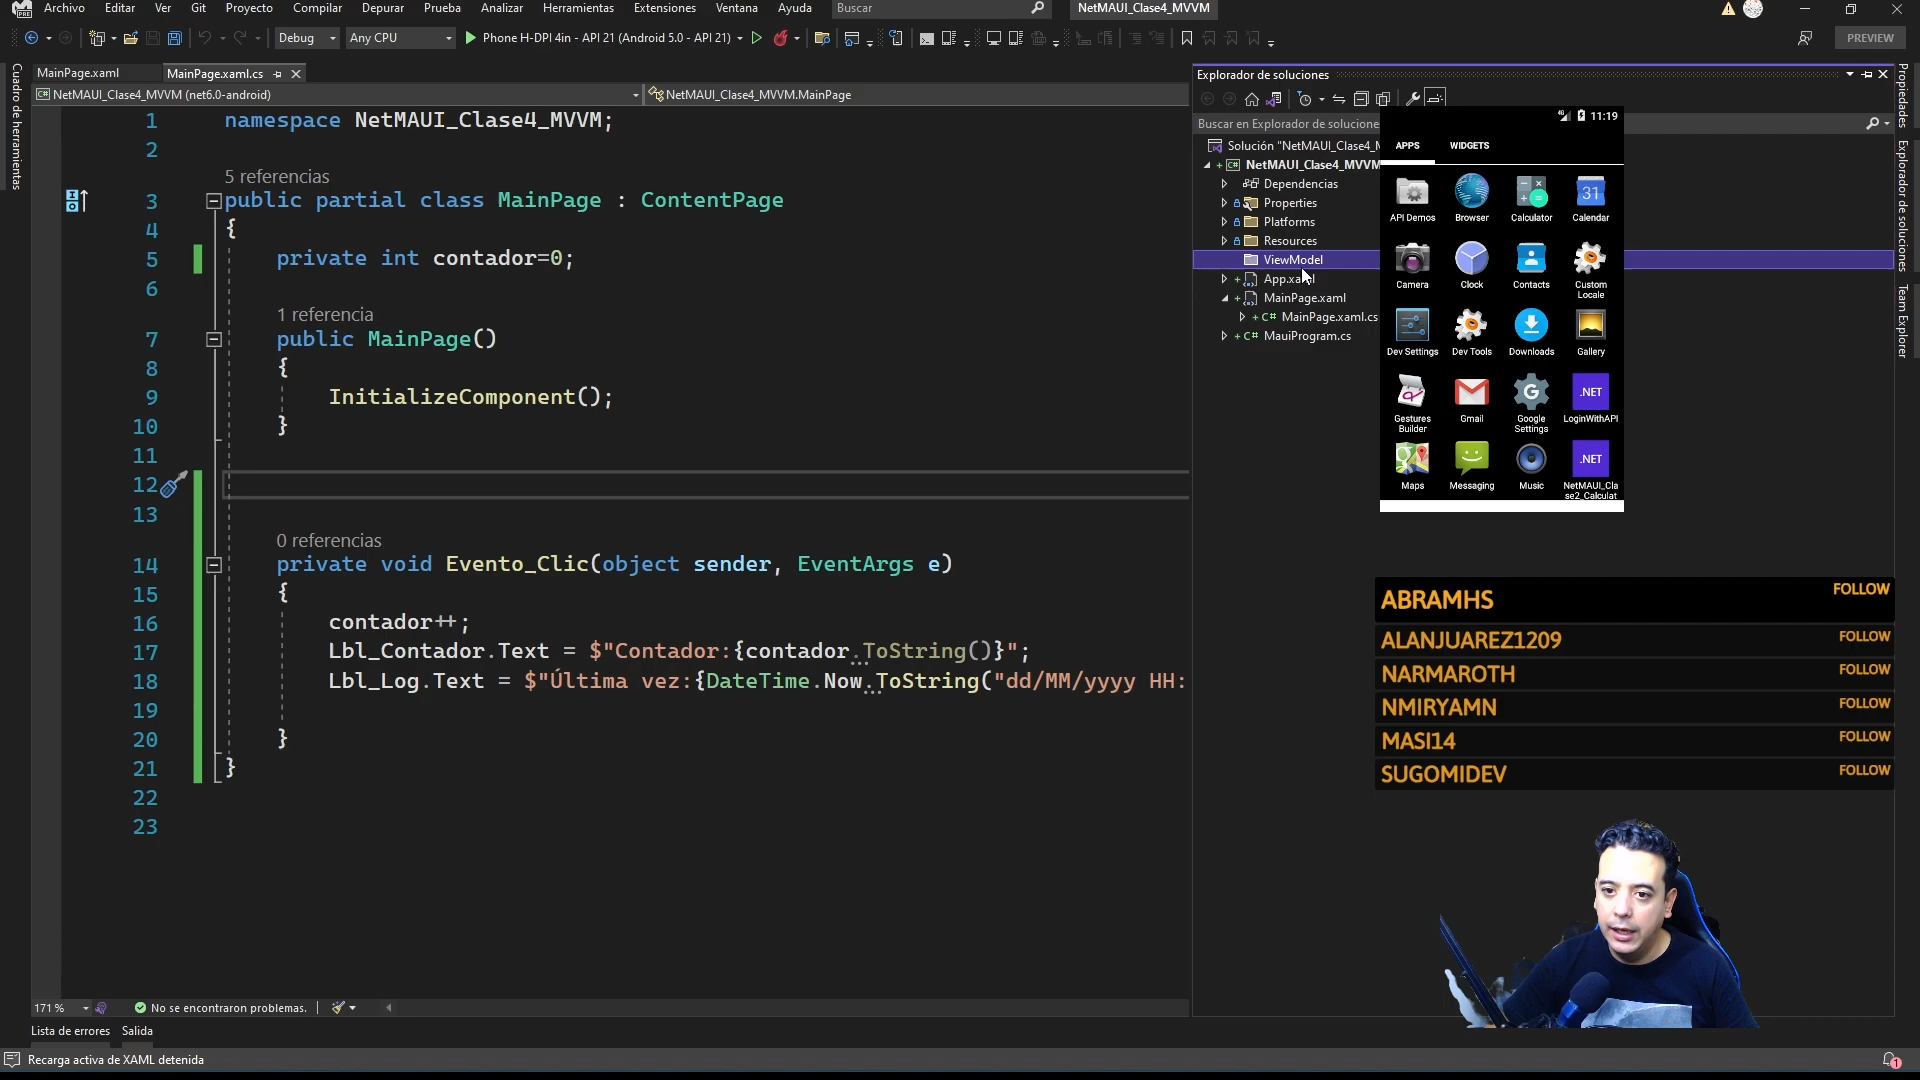 Archivo Editar Ver Git Proyecto Compilar Depurar Prueba Analizar Herramientas Extensiones Ventana Ayuda Buscar NetMAUI_Clase4_MVVM
Debug Any CPU Phone H-DPI 4in - API 21 (Android 5.0 - API 21) PREVIEW
Cuadro de herramientas
MainPage.xaml MainPage.xaml.cs
NetMAUI_Clase4_MVVM (net6.0-android) NetMAUI_Clase4_MVVM.MainPage
1 namespace NetMAUI_Clase4_MVVM;
2
5 referencias
3 public partial class MainPage : ContentPage
4 {
5 private int contador=0;
6
1 referencia
7 public MainPage()
8 {
9 InitializeComponent();
10 }
11
12
13
0 referencias
14 private void Evento_Clic(object sender, EventArgs e)
15 {
16 contador++;
17 Lbl_Contador.Text = $"Contador:{contador.ToString()}";
18 Lbl_Log.Text = $"Última vez:{DateTime.Now.ToString("dd/MM/yyyy HH:
19
20 }
21 }
22
23
171 % No se encontraron problemas.
Lista de errores Salida
Recarga activa de XAML detenida
Explorador de soluciones
Buscar en Explorador de solucione
Solución "NetMAUI_Clase4_M
NetMAUI_Clase4_MVVM
Dependencias
Properties
Platforms
Resources
ViewModel
App.xaml
MainPage.xaml
MainPage.xaml.cs
MauiProgram.cs
11:19
APPS WIDGETS
API Demos Browser Calculator Calendar
31
Camera Clock Contacts Custom Locale
Dev Settings Dev Tools Downloads Gallery
.NET
Gestures Builder Gmail Google Settings LoginWithAPI
.NET
Maps Messaging Music NetMAUI_Cla
se2_Calculat
ABRAMHS FOLLOW
ALANJUAREZ1209 FOLLOW
NARMAROTH FOLLOW
NMIRYAMN FOLLOW
MASI14 FOLLOW
SUGOMIDEV FOLLOW
Propiedades
Explorador de soluciones
Team Explorer
1